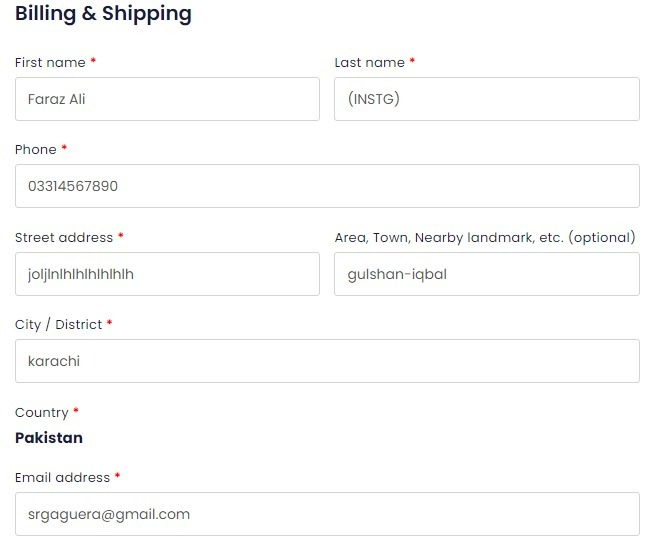 Billing & Shipping
First name * Last name *
Faraz Ali (INSTG)
Phone *
03314567890
Street address * Area, Town, Nearby landmark, etc. (optional)
joljlnlhlhlhlhlhlh gulshan-iqbal
City / District *
karachi
Country *
Pakistan
Email address *
srgaguera@gmail.com